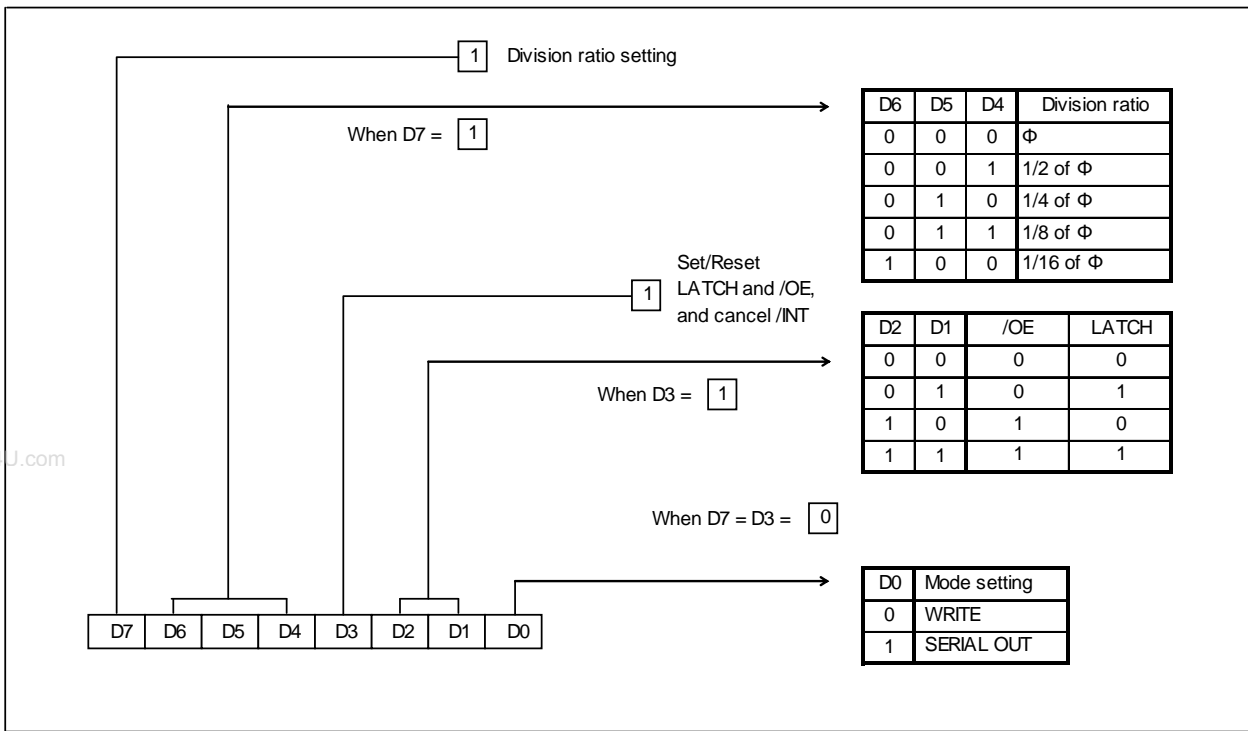 1 Division ratio setting
When D7 = 1
D6 D5 D4 Division ratio
0 0 0 Φ
0 0 1 1/2 of Φ
0 1 0 1/4 of Φ
0 1 1 1/8 of Φ
1 0 0 1/16 of Φ
1 Set/Reset
LATCH and /OE,
and cancel /INT
When D3 = 1
D2 D1 /OE LATCH
0 0 0 0
0 1 0 1
1 0 1 0
1 1 1 1
U.com
When D7 = D3 = 0
D0 Mode setting
0 WRITE
1 SERIAL OUT
D7 D6 D5 D4 D3 D2 D1 D0